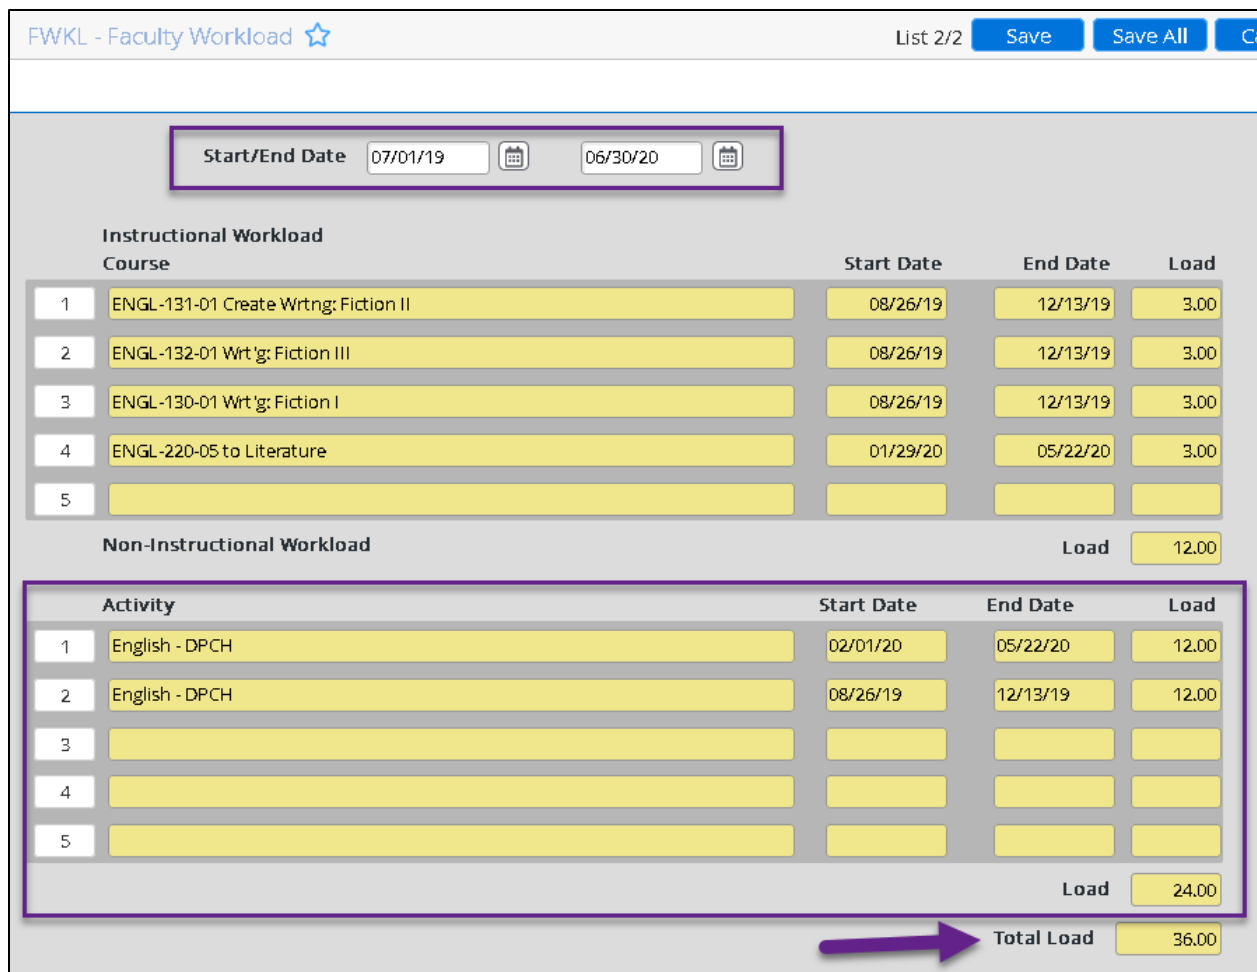 FWKL - Faculty Workload List 2/2 Save Save All
Start/End Date 07/01/19 06/30/20
Instructional Workload
Course Start Date End Date Load
1 ENGL-131-01 Create Wrtng: Fiction II 08/26/19 12/13/19 3.00
2 ENGL-132-01 Wrt'g: Fiction III 08/26/19 12/13/19 3.00
3 ENGL-130-01 Wrt'g: Fiction I 08/26/19 12/13/19 3.00
4 ENGL-220-05 to Literature 01/29/20 05/22/20 3.00
5
Non-Instructional Workload Load 12.00
Activity Start Date End Date Load
1 English - DPCH 02/01/20 05/22/20 12.00
2 English - DPCH 08/26/19 12/13/19 12.00
3
4
5
Load 24.00
Total Load 36.00